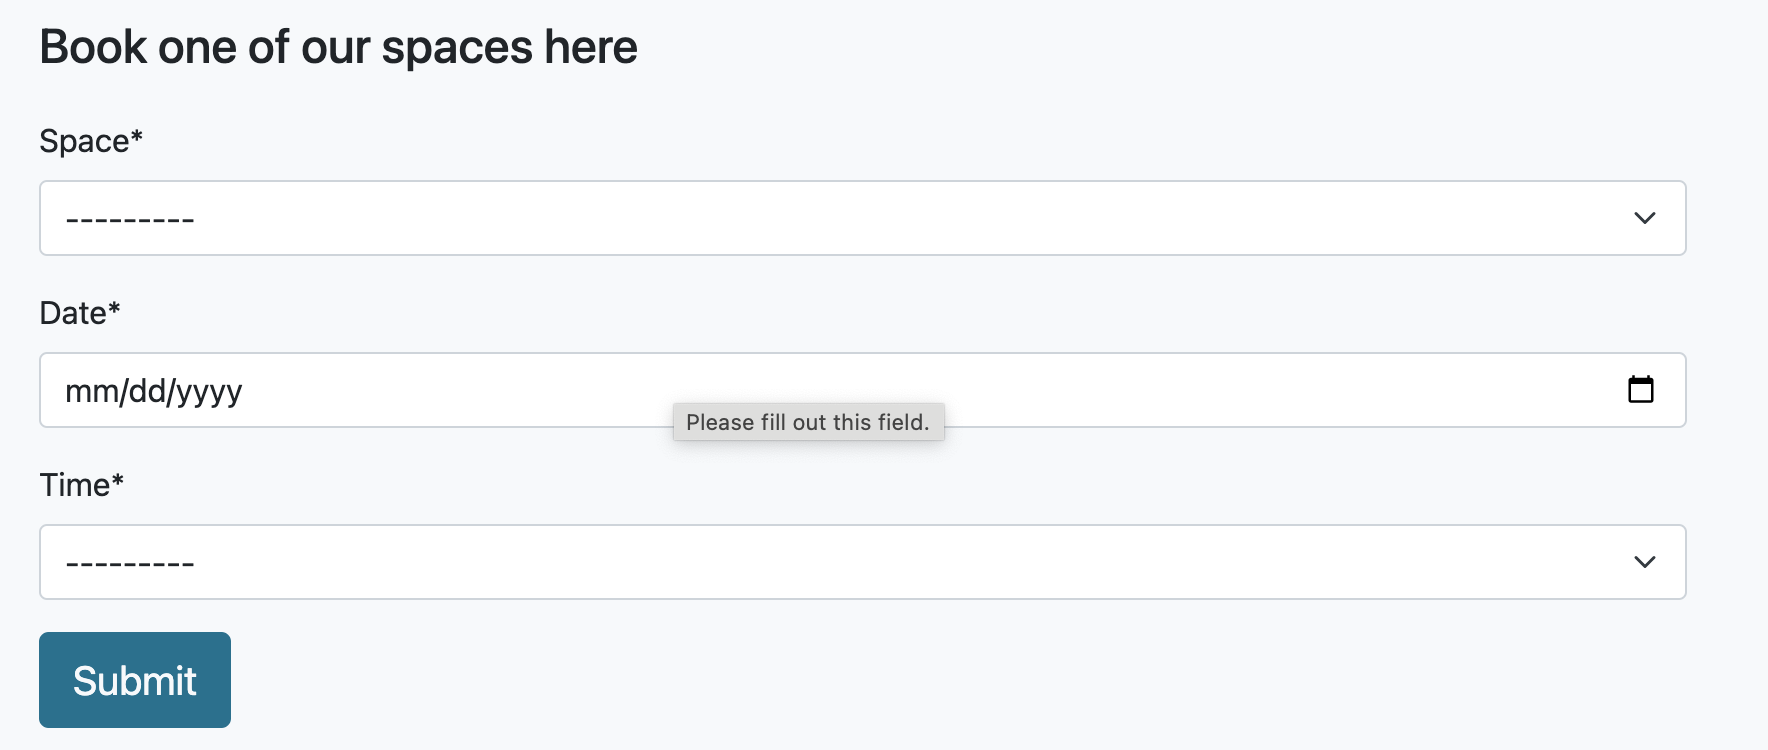 Book one of our spaces here
Space*
---------
Date*
mm/dd/yyyy
Please fill out this field.
Time*
---------
Submit